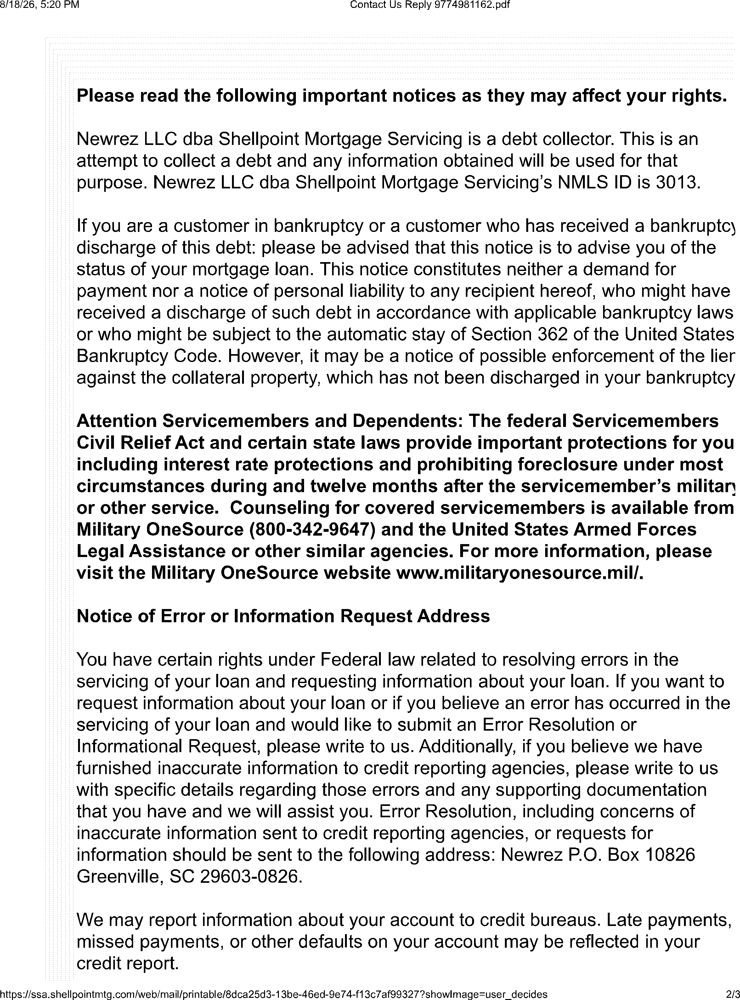 8/18/26, 5:20 PM Contact Us Reply 9774981162.pdf
Please read the following important notices as they may affect your rights.
Newrez LLC dba Shellpoint Mortgage Servicing is a debt collector. This is an
attempt to collect a debt and any information obtained will be used for that
purpose. Newrez LLC dba Shellpoint Mortgage Servicing’s NMLS ID is 3013.
If you are a customer in bankruptcy or a customer who has received a bankruptcy
discharge of this debt: please be advised that this notice is to advise you of the
status of your mortgage loan. This notice constitutes neither a demand for
payment nor a notice of personal liability to any recipient hereof, who might have
received a discharge of such debt in accordance with applicable bankruptcy laws
or who might be subject to the automatic stay of Section 362 of the United States
Bankruptcy Code. However, it may be a notice of possible enforcement of the lien
against the collateral property, which has not been discharged in your bankruptcy
Attention Servicemembers and Dependents: The federal Servicemembers
Civil Relief Act and certain state laws provide important protections for you
including interest rate protections and prohibiting foreclosure under most
circumstances during and twelve months after the servicemember’s military
or other service.  Counseling for covered servicemembers is available from
Military OneSource (800-342-9647) and the United States Armed Forces
Legal Assistance or other similar agencies. For more information, please
visit the Military OneSource website www.militaryonesource.mil/.
Notice of Error or Information Request Address
You have certain rights under Federal law related to resolving errors in the
servicing of your loan and requesting information about your loan. If you want to
request information about your loan or if you believe an error has occurred in the
servicing of your loan and would like to submit an Error Resolution or
Informational Request, please write to us. Additionally, if you believe we have
furnished inaccurate information to credit reporting agencies, please write to us
with specific details regarding those errors and any supporting documentation
that you have and we will assist you. Error Resolution, including concerns of
inaccurate information sent to credit reporting agencies, or requests for
information should be sent to the following address: Newrez P.O. Box 10826
Greenville, SC 29603-0826.
We may report information about your account to credit bureaus. Late payments,
missed payments, or other defaults on your account may be reflected in your
credit report.
https://ssa.shellpointmtg.com/web/mail/printable/8dca25d3-13be-46ed-9e74-f13c7af99327?showImage=user_decides 2/3